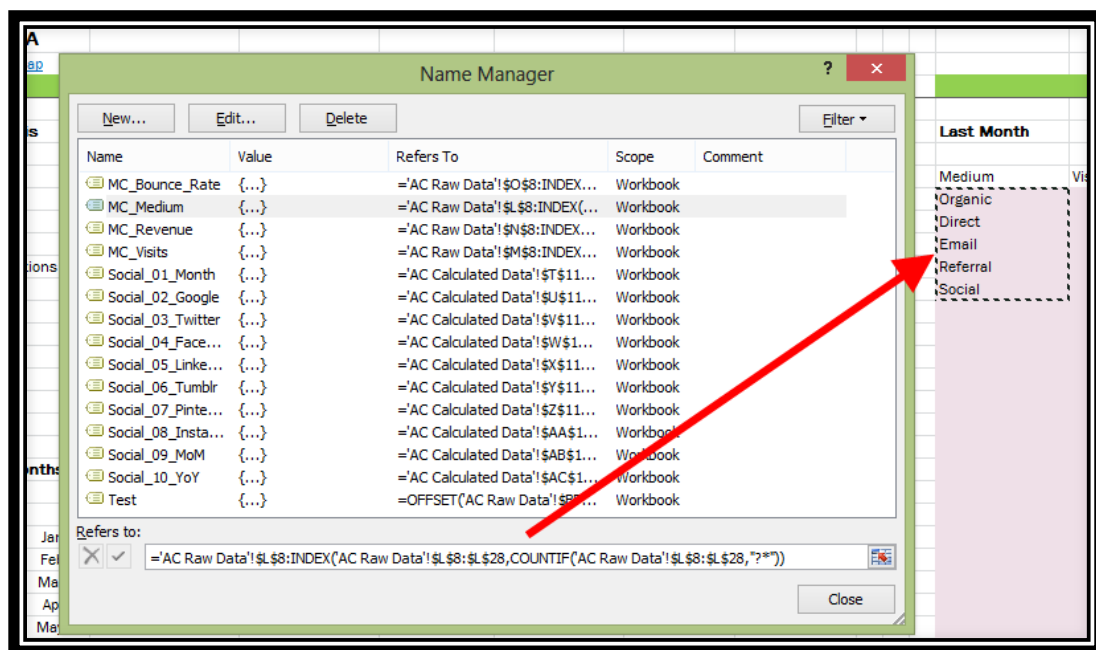 A
ap
Name Manager
?
×
New...
Edit...
Delete
Filter
s
Last Month
Name Value Refers To Scope Comment
MC_Bounce_Rate {...} ='AC Raw Data'!$O$8:INDEX... Workbook
MC_Medium {...} ='AC Raw Data'!$L$8:INDEX(... Workbook
MC_Revenue {...} ='AC Raw Data'!$N$8:INDEX... Workbook
MC_Visits {...} ='AC Raw Data'!$M$8:INDEX... Workbook
Social_01_Month {...} ='AC Calculated Data'!$T$11... Workbook
Social_02_Google {...} ='AC Calculated Data'!$U$11... Workbook
Social_03_Twitter {...} ='AC Calculated Data'!$V$11... Workbook
Social_04_Face... {...} ='AC Calculated Data'!$W$1... Workbook
Social_05_Linke... {...} ='AC Calculated Data'!$X$11... Workbook
Social_06_Tumblr {...} ='AC Calculated Data'!$Y$11... Workbook
Social_07_Pinte... {...} ='AC Calculated Data'!$Z$11... Workbook
Social_08_Insta... {...} ='AC Calculated Data'!$AA$1... Workbook
Social_09_MoM {...} ='AC Calculated Data'!$AB$1... Workbook
Social_10_YoY {...} ='AC Calculated Data'!$AC$1... Workbook
Test {...} =OFFSET('AC Raw Data'! Workbook
Medium Vis
Organic
Direct
Email
Referral
Social
tions
onths
Refers to:
='AC Raw Data'!$L$8:INDEX('AC Raw Data'!$L$8:$L$28,COUNTIF('AC Raw Data'!$L$8:$L$28,"?*"))
Close
Jan
Fel
Ma
Ap
May